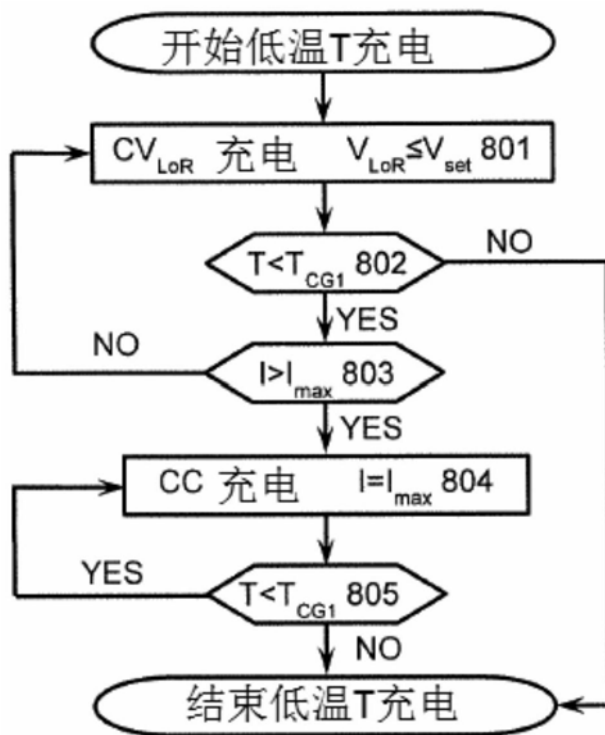 开始低温T充电
CV_LoR 充电 V_LoR≤V_set 801
T<T_CG1 802
NO
YES
NO
I>I_max 803
YES
CC 充电 I=I_max 804
YES
T<T_CG1 805
NO
结束低温T充电